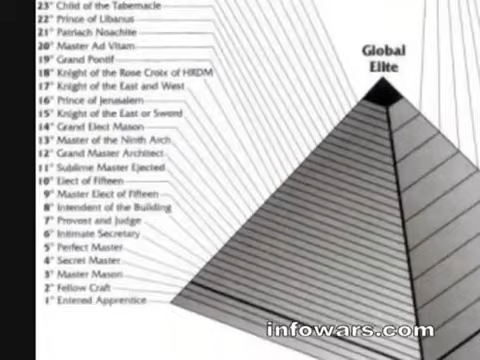 23° Child of the Tabernacle
22° Prince of Libanus
21° Patriach Noachite
20° Master Ad Vitam
19° Grand Pontif
18° Knight of the Rose Croix of HRDM
17° Knight of the East and West
16° Prince of Jerusalem
15° Knight of the East or Sword
14° Grand Elect Mason
13° Master of the Ninth Arch
12° Grand Master Architect
11° Sublime Master Ejected
10° Elect of Fifteen
9° Master Elect of Fifteen
8° Intendent of the Building
7° Provost and Judge
6° Intimate Secretary
5° Perfect Master
4° Secret Master
3° Master Mason
2° Fellow Craft
1° Entered Apprentice
Global
Elite
infowars.com